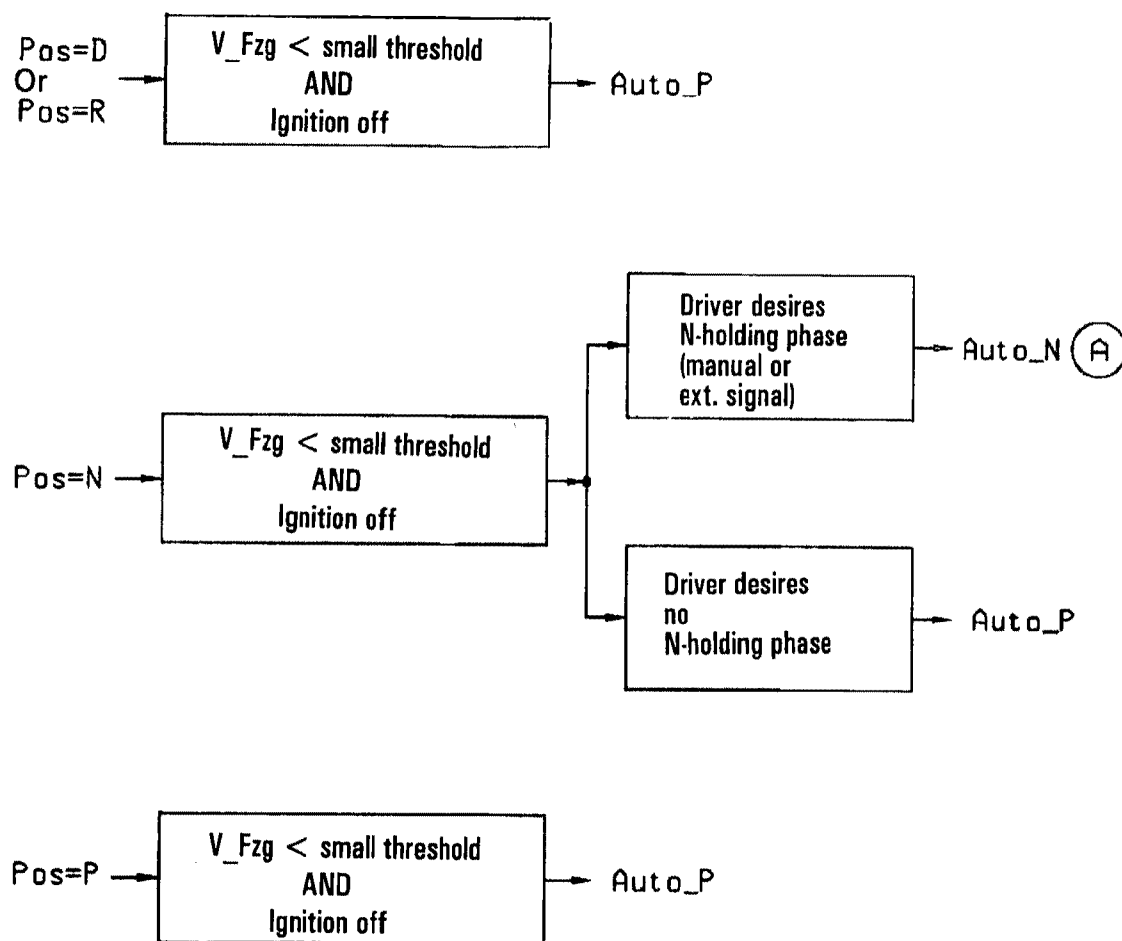 Pos=D
Or
Pos=R
V_Fzg < small threshold
AND
Ignition off
Auto_P
Pos=N
V_Fzg < small threshold
AND
Ignition off
Driver desires
N-holding phase
(manual or
ext. signal)
Auto_N A
Driver desires
no
N-holding phase
Auto_P
Pos=P
V_Fzg < small threshold
AND
Ignition off
Auto_P